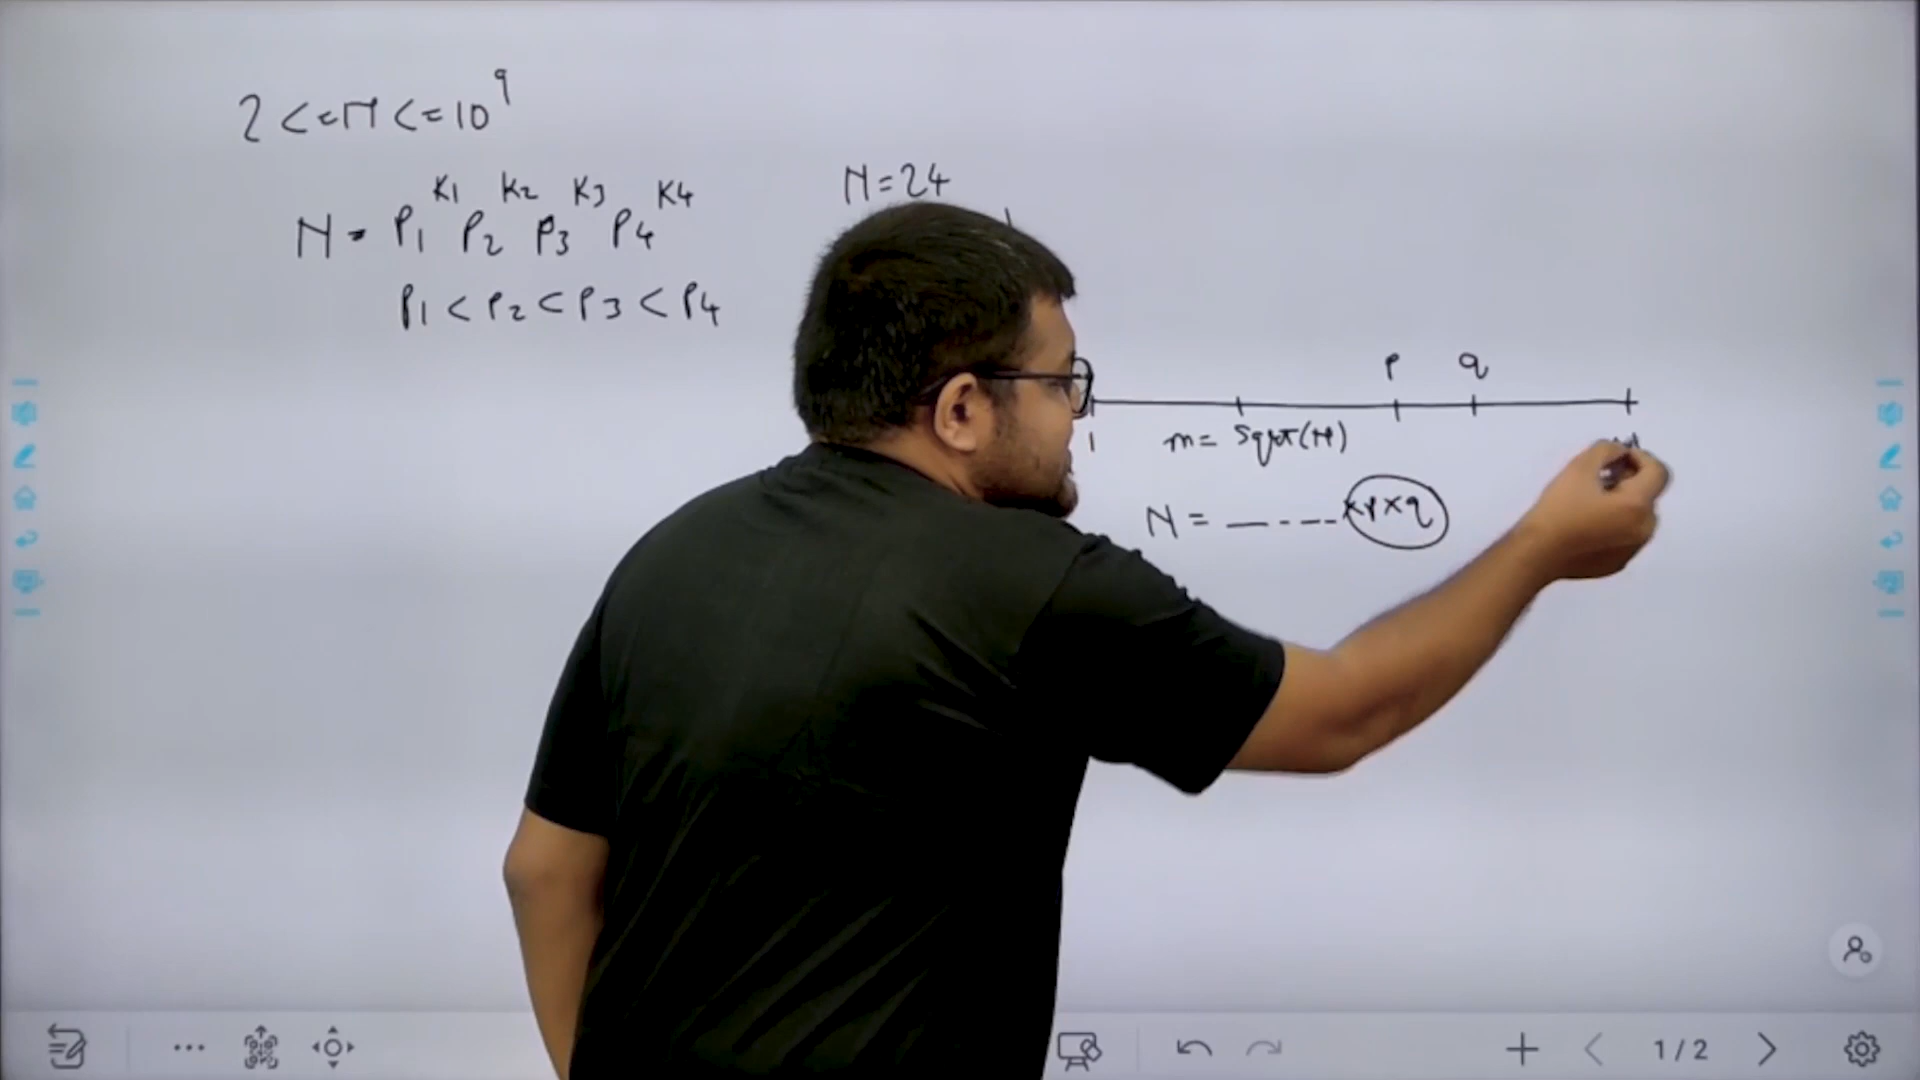 2 <= N <= 10^9
N = P1^K1 P2^K2 P3^K3 P4^K4
P1 < P2 < P3 < P4
N = 24
P q
1 m = sqrt(N)
N = _ - - - × P × q
1 / 2